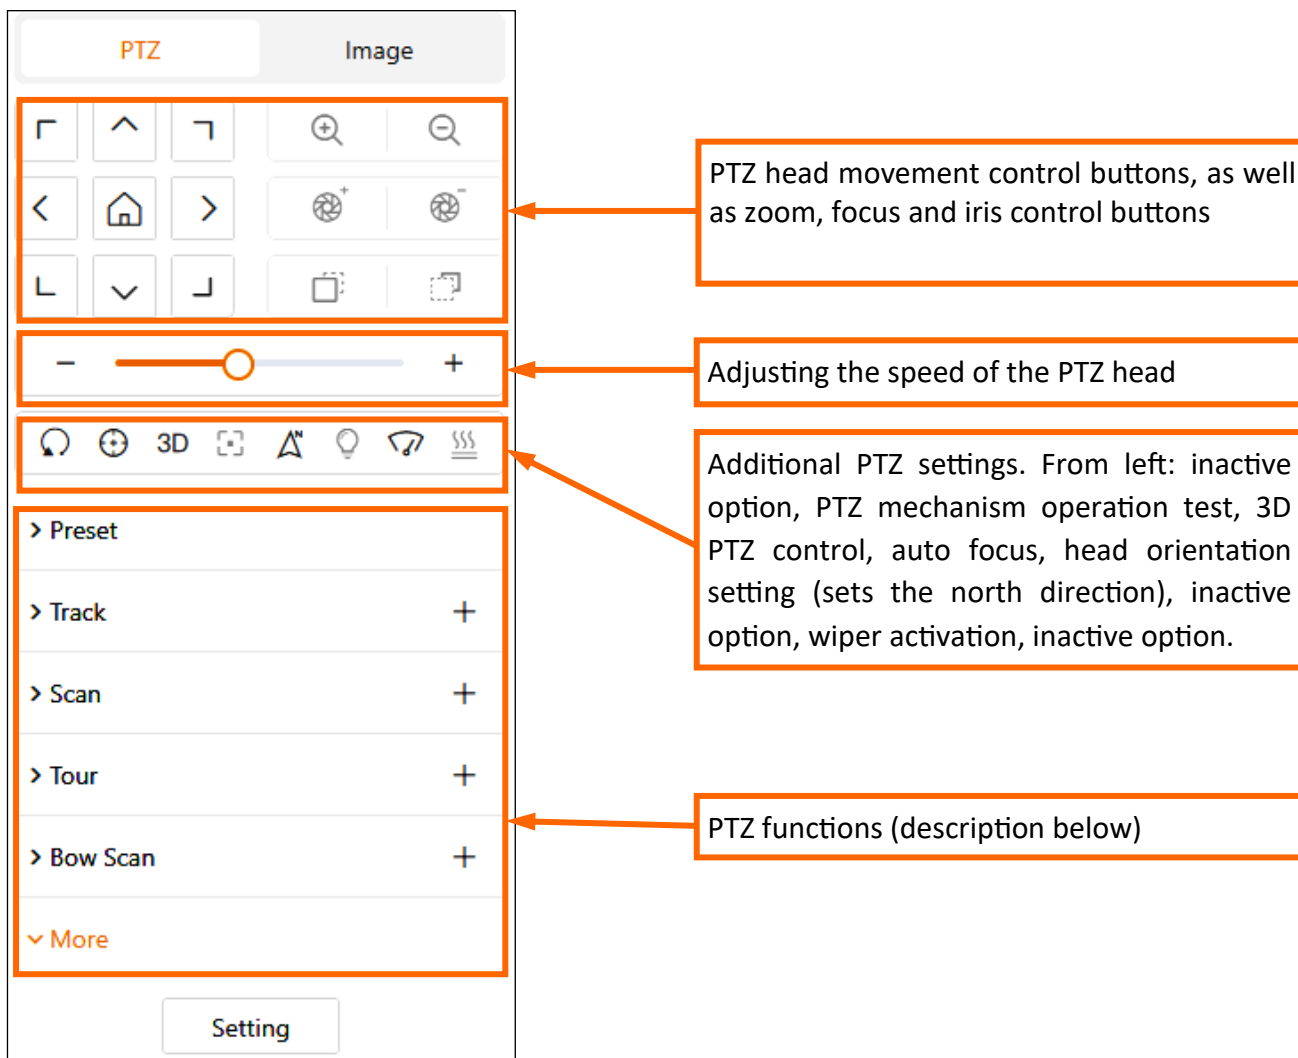 PTZ
Image
PTZ head movement control buttons, as well
as zoom, focus and iris control buttons
Adjusting the speed of the PTZ head
3D
N
Additional PTZ settings. From left: inactive
option, PTZ mechanism operation test, 3D
PTZ control, auto focus, head orientation
setting (sets the north direction), inactive
option, wiper activation, inactive option.
Preset
Track
Scan
Tour
Bow Scan
More
PTZ functions (description below)
Setting